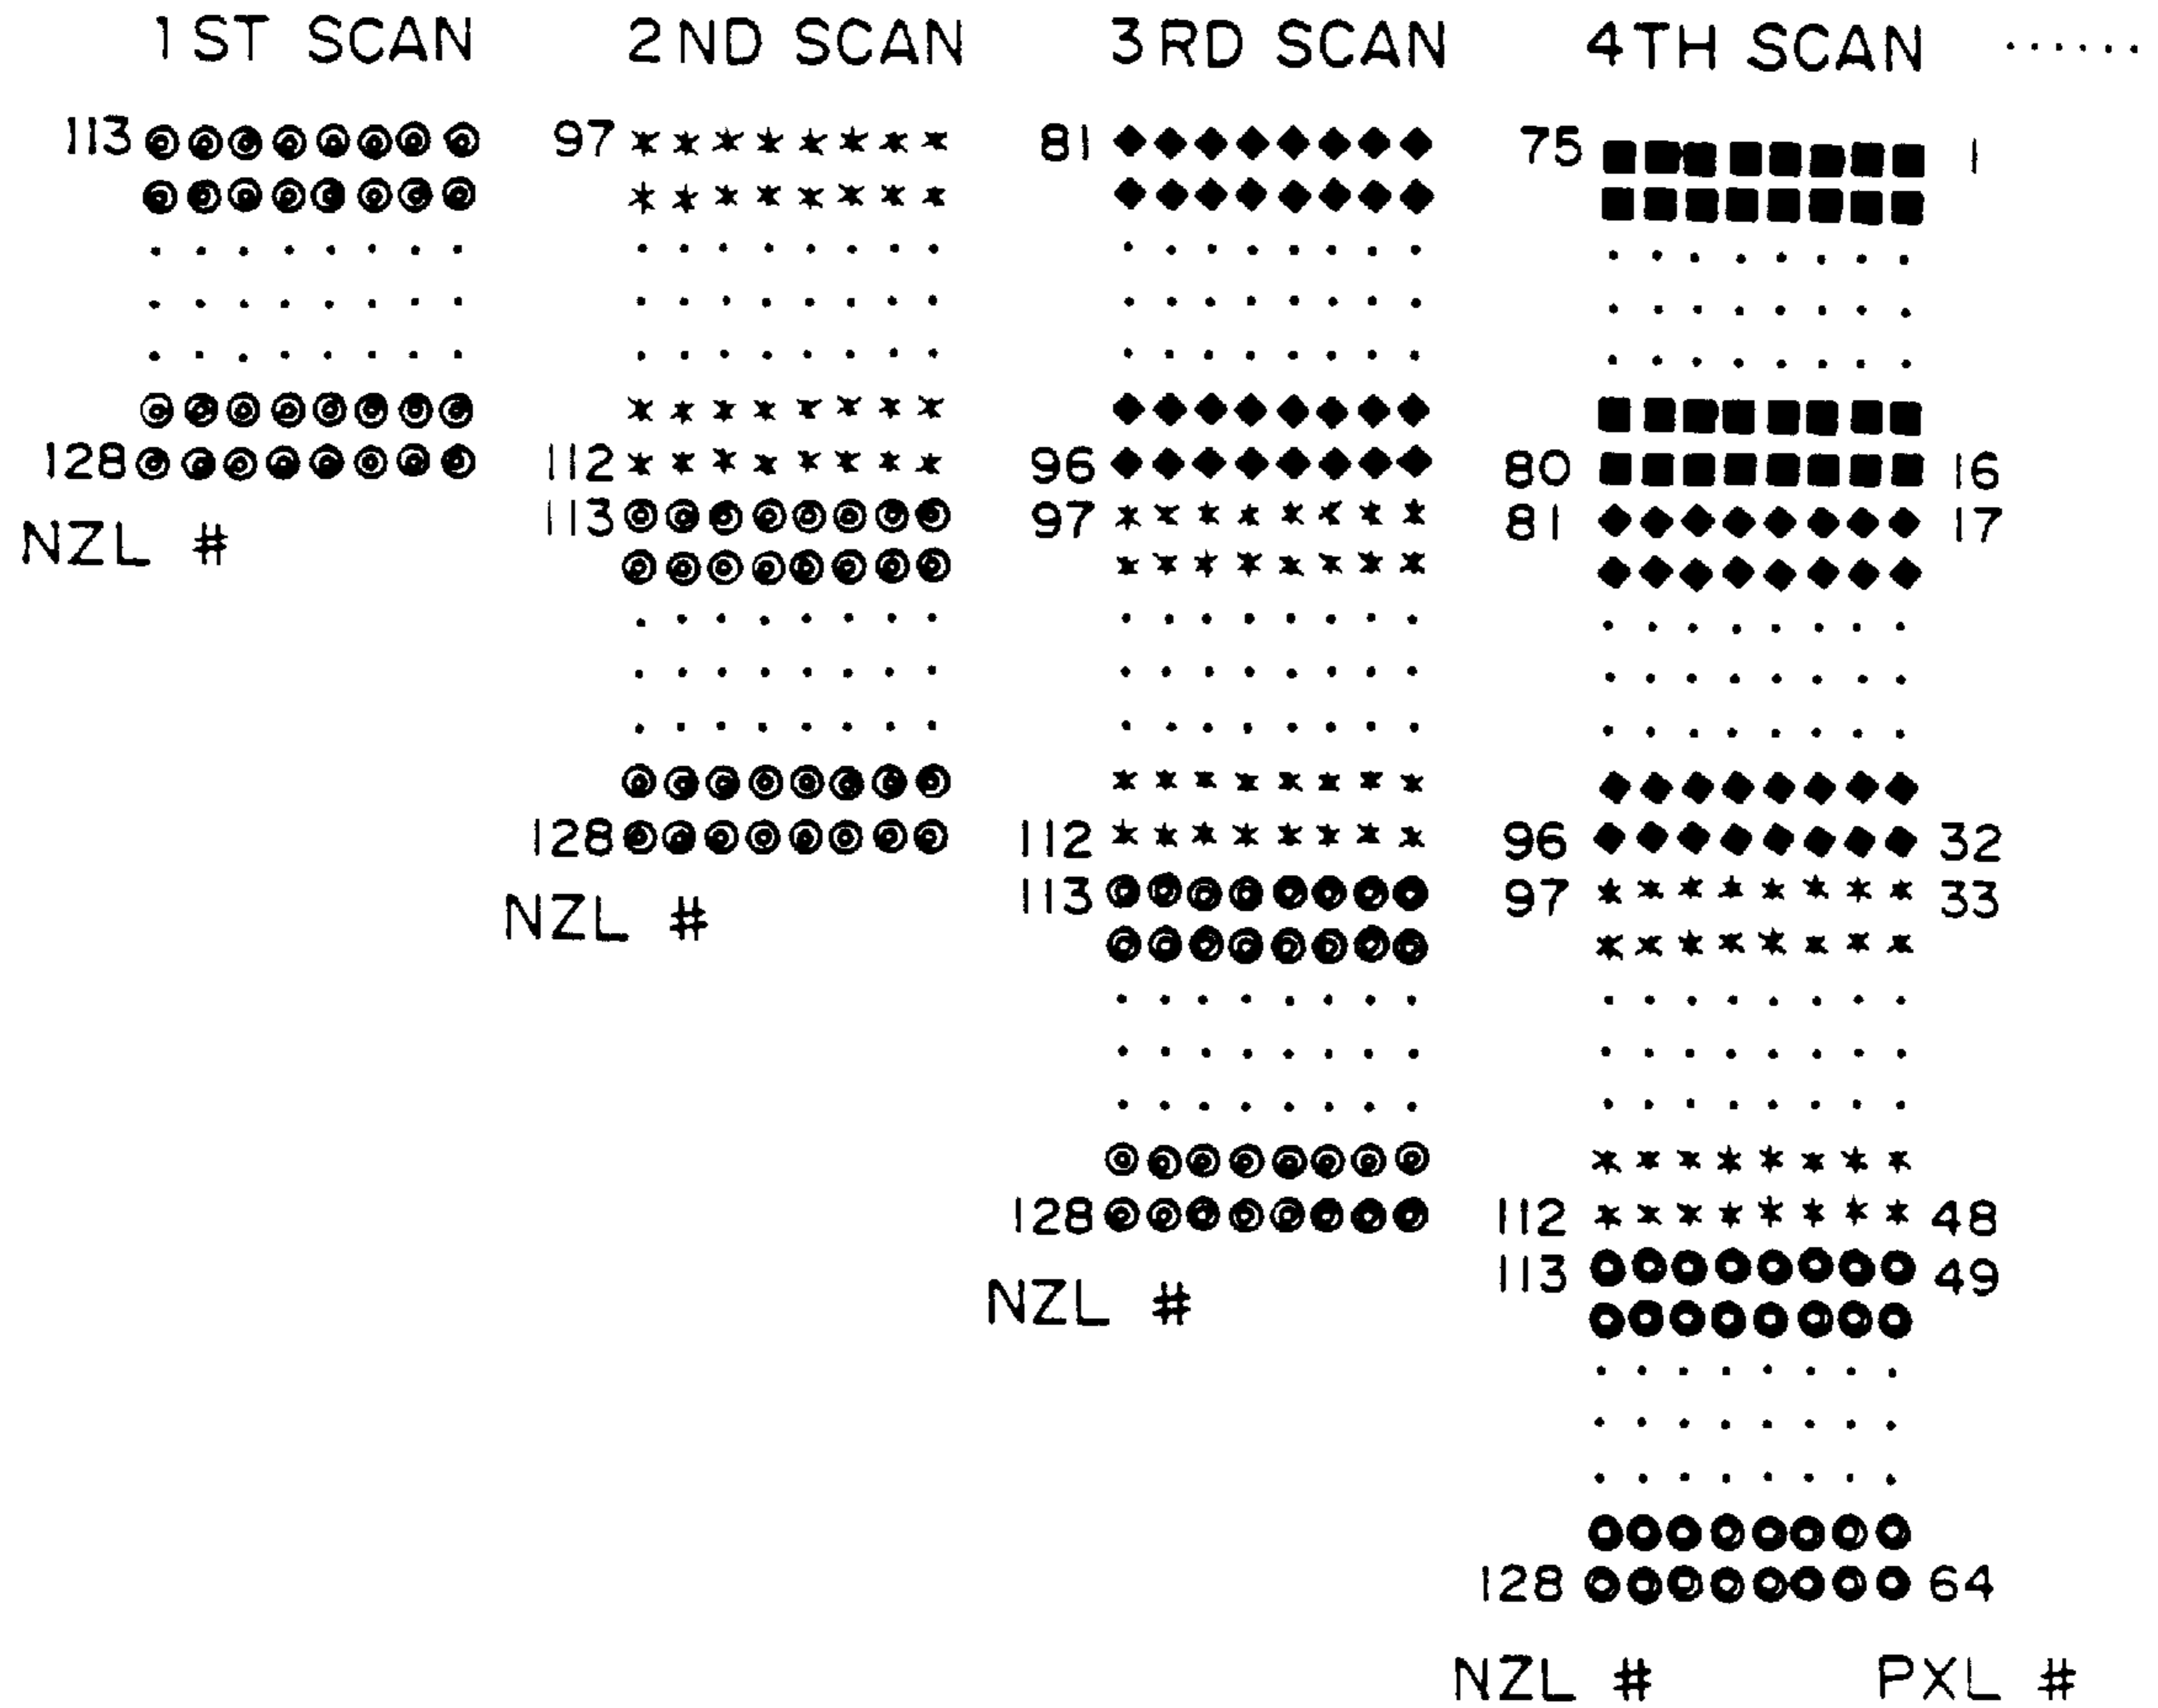 1ST SCAN 2ND SCAN 3RD SCAN 4TH SCAN ......
113 97 81 75 1
128 112 96 80 16
113 97 81 17
NZL #
128 112 96 32
113 97 33
NZL #
128 112 48
113 49
NZL #
128 64
NZL # PXL #